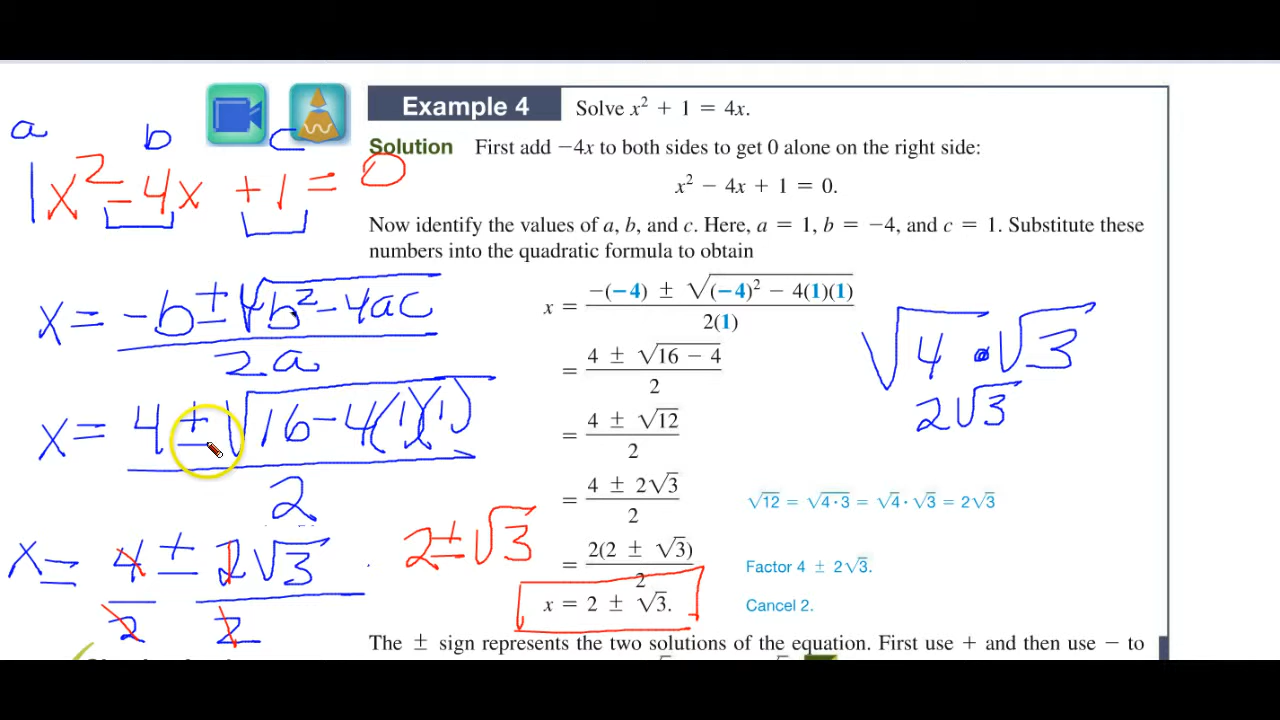 Example 4 Solve x² + 1 = 4x.
Solution First add −4x to both sides to get 0 alone on the right side:
x² − 4x + 1 = 0.
Now identify the values of a, b, and c. Here, a = 1, b = −4, and c = 1. Substitute these
numbers into the quadratic formula to obtain
x = (−(−4) ± √((−4)² − 4(1)(1))) / 2(1)
= (4 ± √(16 − 4)) / 2
= (4 ± √12) / 2
= (4 ± 2√3) / 2 √12 = √(4·3) = √4 · √3 = 2√3
= 2(2 ± √3) / 2 Factor 4 ± 2√3.
x = 2 ± √3. Cancel 2.
The ± sign represents the two solutions of the equation. First use + and then use − to
a b c
1x² − 4x + 1 = 0
x = (−b ± √(b² − 4ac)) / 2a
x = (4 ± √(16 − 4(1)(1))) / 2
x = 4/2 ± 2√3/2
2 ± √3
√4 · √3
2√3